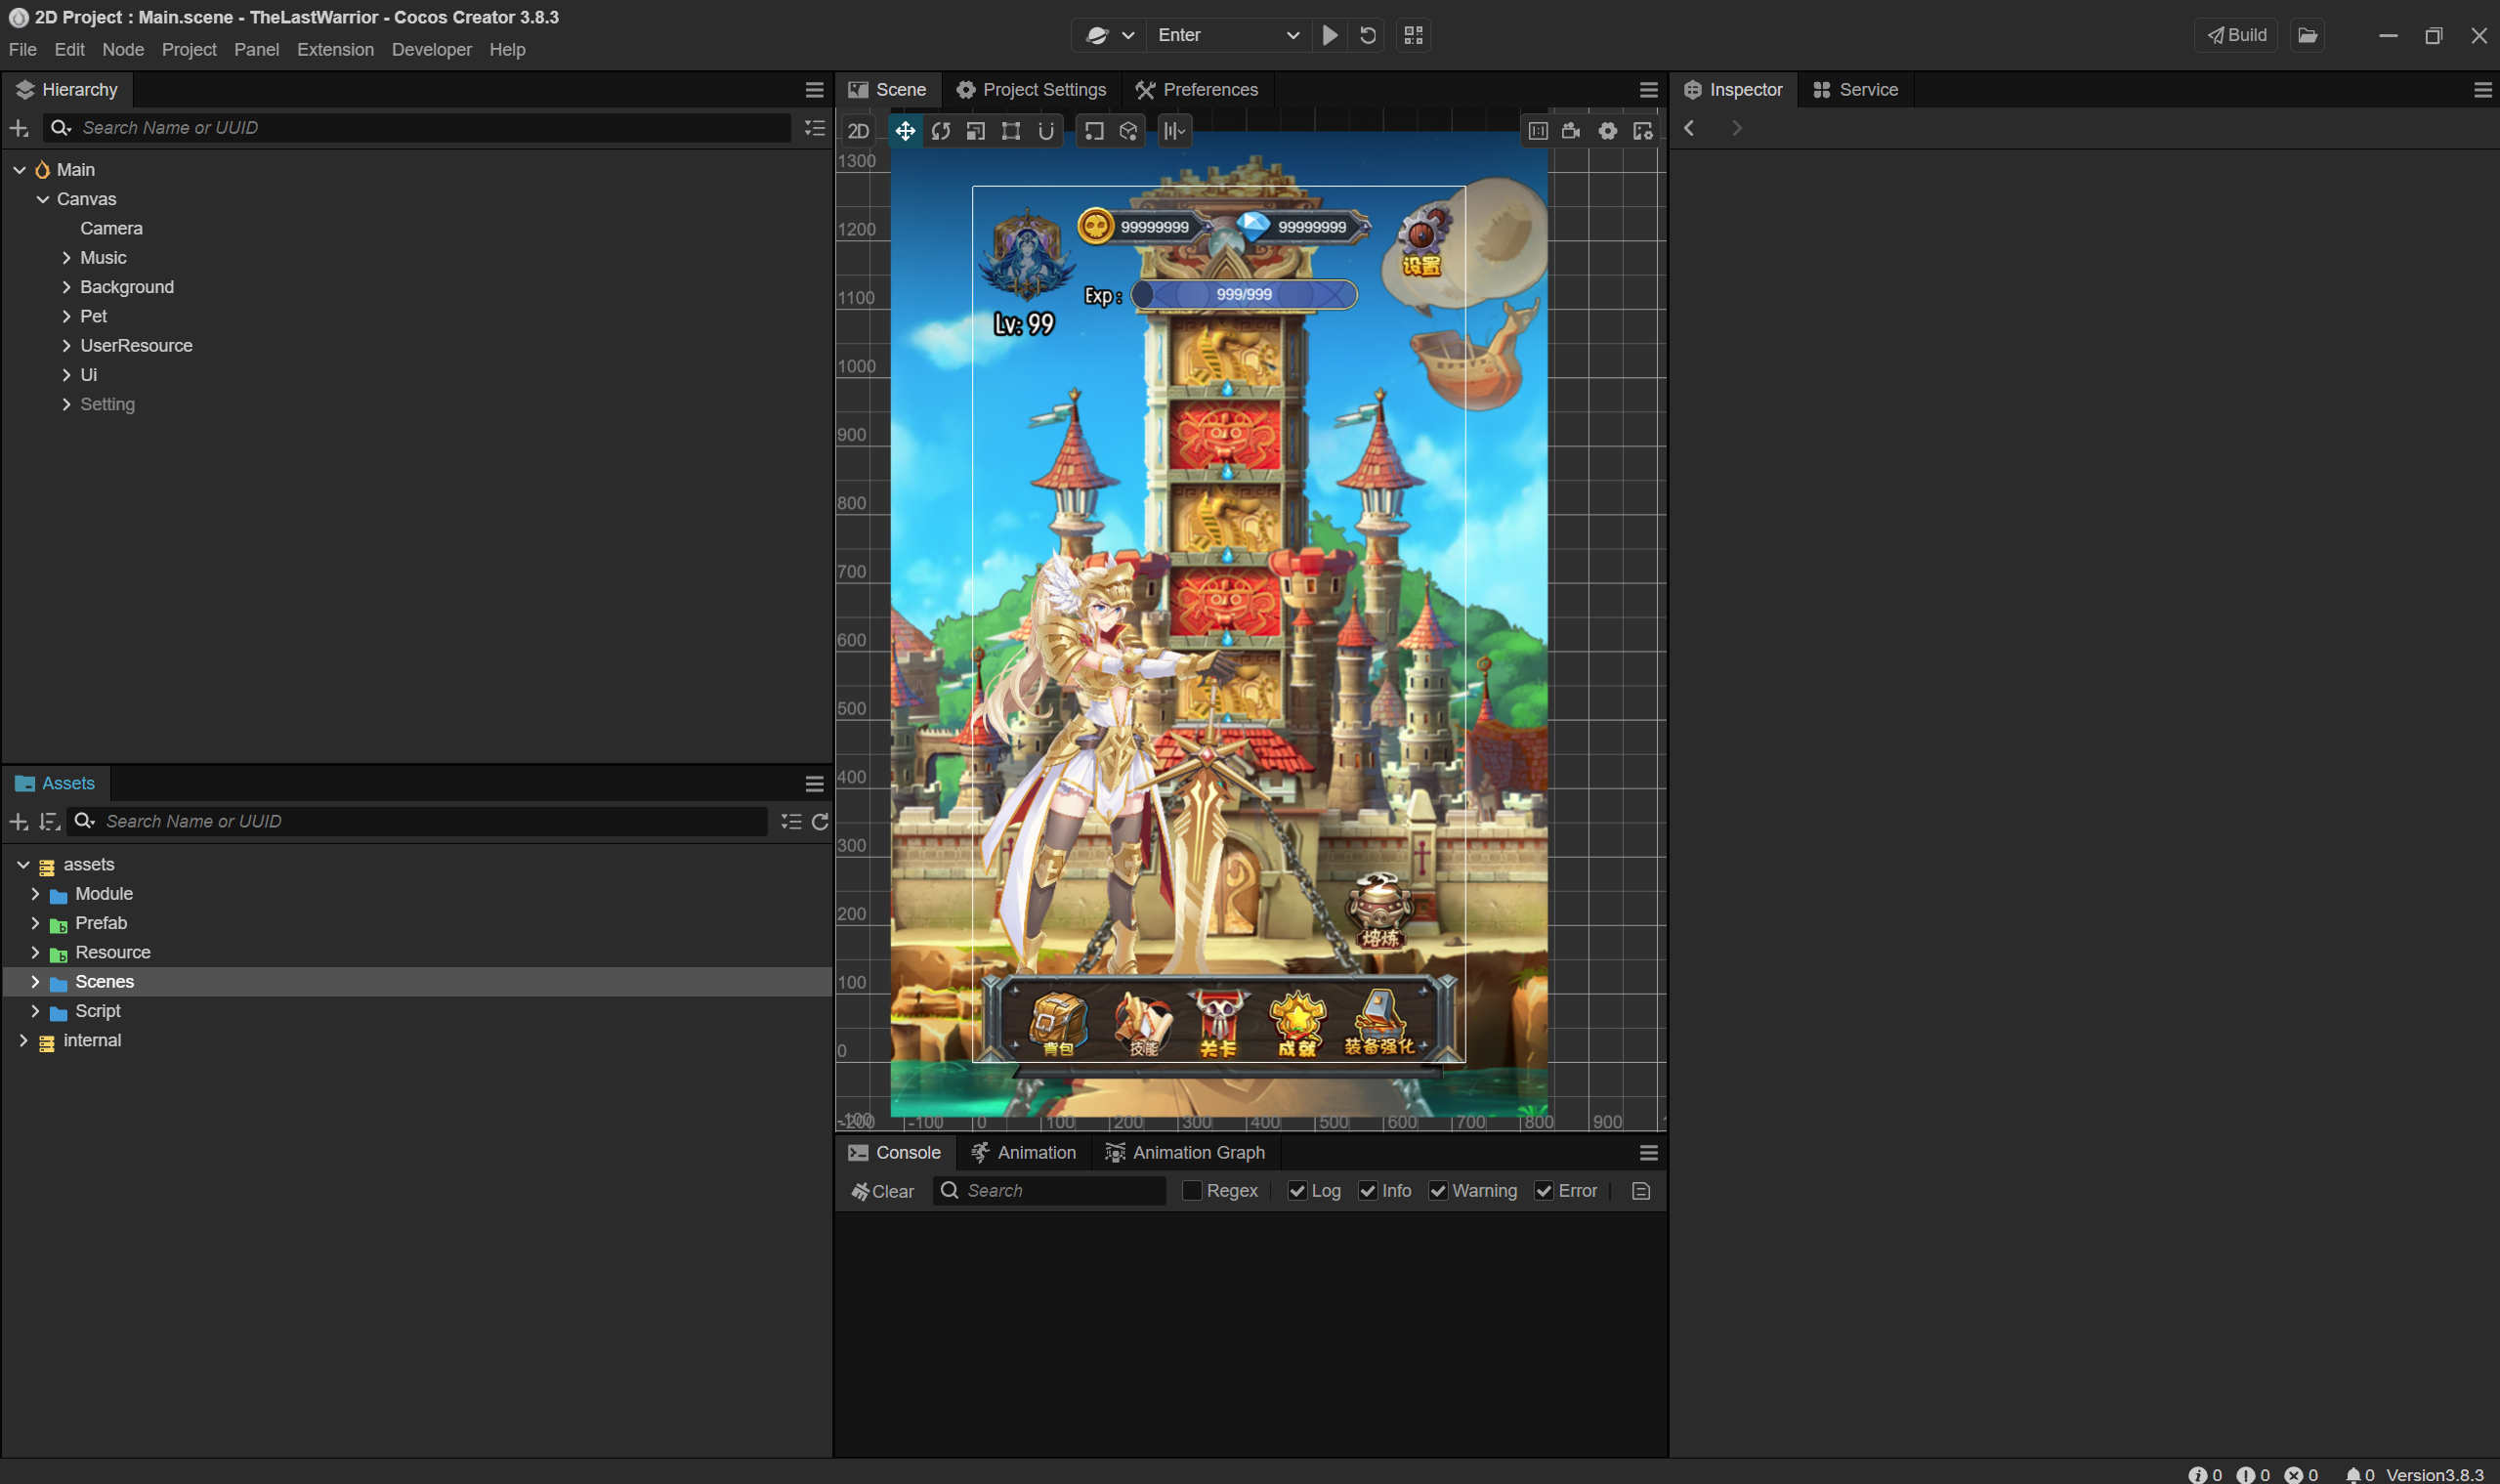 2D Project : Main.scene - TheLastWarrior - Cocos Creator 3.8.3
File Edit Node Project Panel Extension Developer Help
Enter
Build
Hierarchy
Search Name or UUID
Main
Canvas
Camera
Music
Background
Pet
UserResource
Ui
Setting
Assets
Search Name or UUID
assets
Module
Prefab
Resource
Scenes
Script
internal
Scene Project Settings Preferences
2D
1300
1200
1100
1000
900
800
700
600
500
400
300
200
100
0
-100
-200 -100 0 100 200 300 400 500 600 700 800 900
99999999 99999999
设置
Exp : 999/999
Lv: 99
熔炼
背包 技能 关卡 成就 装备强化
Console Animation Animation Graph
Clear Search Regex Log Info Warning Error
Inspector Service
0 0 0 0 Version3.8.3